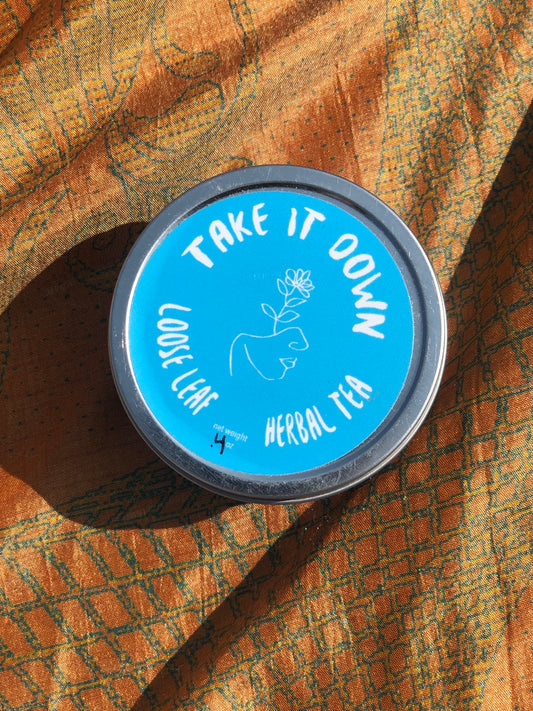 TAKE IT DOWN
LOOSE LEAF
HERBAL TEA
net weight
.4 oz